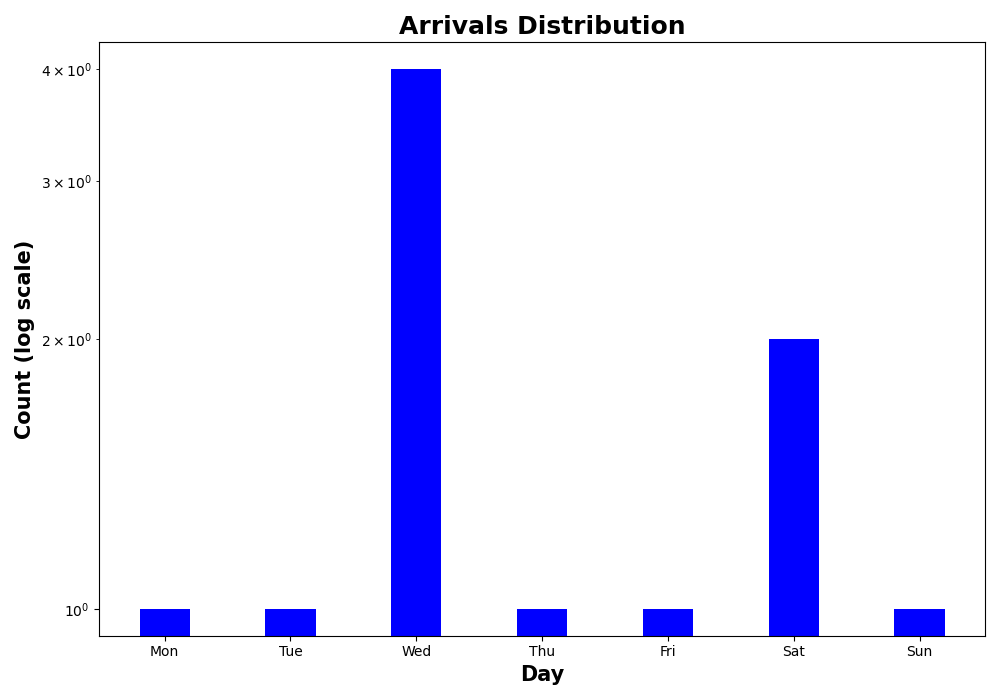 Arrivals Distribution
Count (log scale)
4 × 10⁰
3 × 10⁰
2 × 10⁰
10⁰
Mon Tue Wed Thu Fri Sat Sun
Day